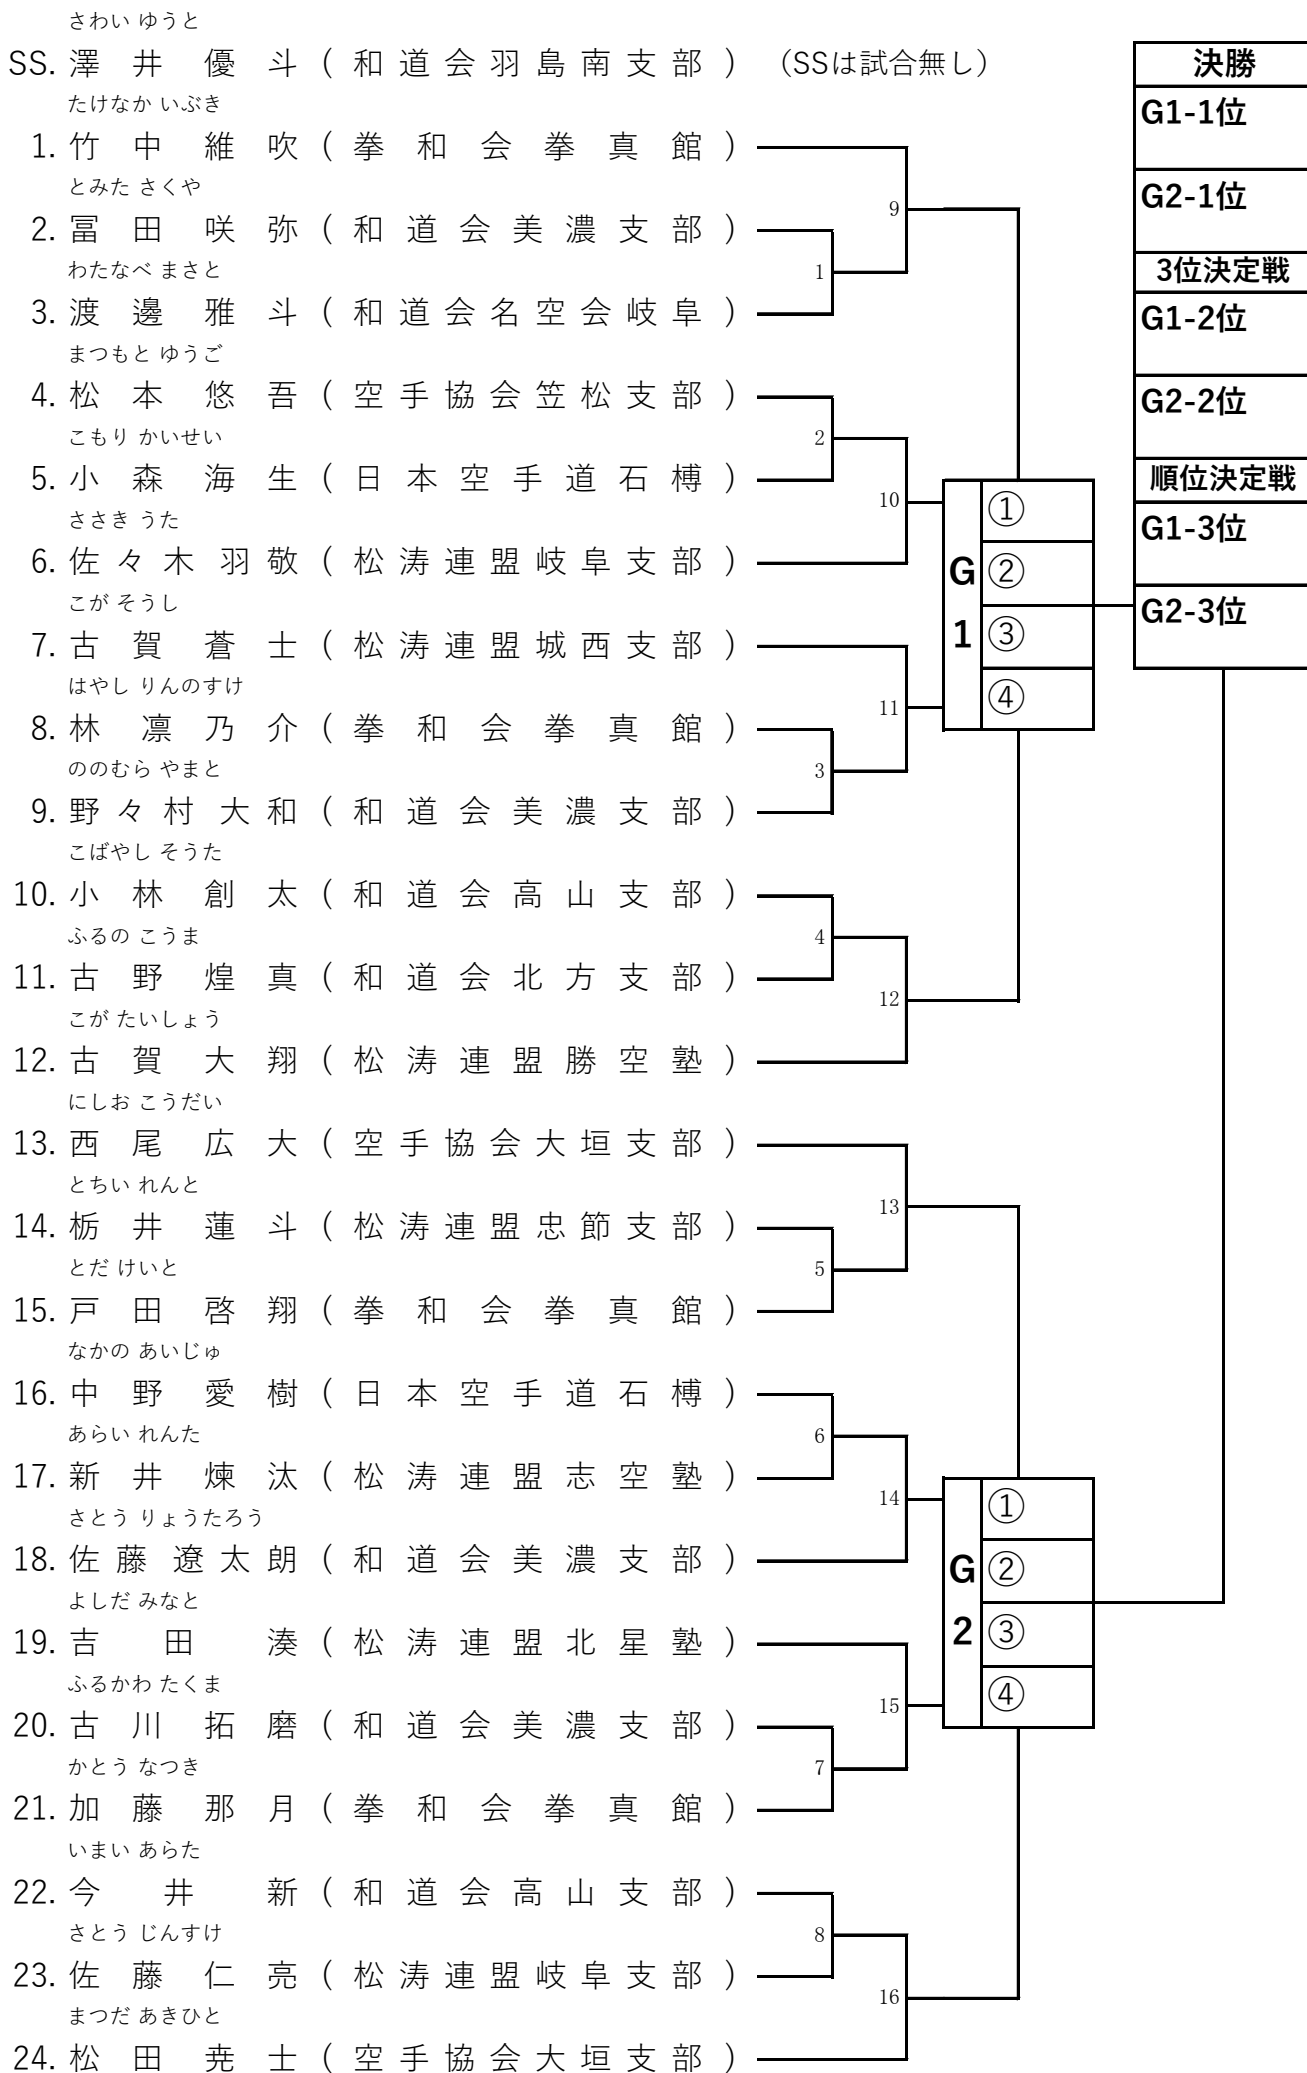 さわい ゆうと
SS. 澤井 優斗 (和道会羽島南支部) (SSは試合無し)
たけなか いぶき
1. 竹中 維吹 (拳和会拳真館)
とみた さくや
2. 冨田 咲弥 (和道会美濃支部)
わたなべ まさと
3. 渡邊 雅斗 (和道会名空会岐阜)
まつもと ゆうご
4. 松本 悠吾 (空手協会笠松支部)
こもり かいせい
5. 小森 海生 (日本空手道石榑)
ささき うた
6. 佐々木 羽敬 (松涛連盟岐阜支部)
こが そうし
7. 古賀 蒼士 (松涛連盟城西支部)
はやし りんのすけ
8. 林 凛乃介 (拳和会拳真館)
ののむら やまと
9. 野々村 大和 (和道会美濃支部)
こばやし そうた
10. 小林 創太 (和道会高山支部)
ふるの こうま
11. 古野 煌真 (和道会北方支部)
こが たいしょう
12. 古賀 大翔 (松涛連盟勝空塾)
にしお こうだい
13. 西尾 広大 (空手協会大垣支部)
とちい れんと
14. 栃井 蓮斗 (松涛連盟忠節支部)
とだ けいと
15. 戸田 啓翔 (拳和会拳真館)
なかの あいじゅ
16. 中野 愛樹 (日本空手道石榑)
あらい れんた
17. 新井 煉汰 (松涛連盟志空塾)
さとう りょうたろう
18. 佐藤 遼太朗 (和道会美濃支部)
よしだ みなと
19. 吉田 湊 (松涛連盟北星塾)
ふるかわ たくま
20. 古川 拓磨 (和道会美濃支部)
かとう なつき
21. 加藤 那月 (拳和会拳真館)
いまい あらた
22. 今井 新 (和道会高山支部)
さとう じんすけ
23. 佐藤 仁亮 (松涛連盟岐阜支部)
まつだ あきひと
24. 松田 尭士 (空手協会大垣支部)
1
2
3
4
5
6
7
8
9
10
11
12
13
14
15
16
G1
①
②
③
④
G2
①
②
③
④
決勝
G1-1位
G2-1位
3位決定戦
G1-2位
G2-2位
順位決定戦
G1-3位
G2-3位